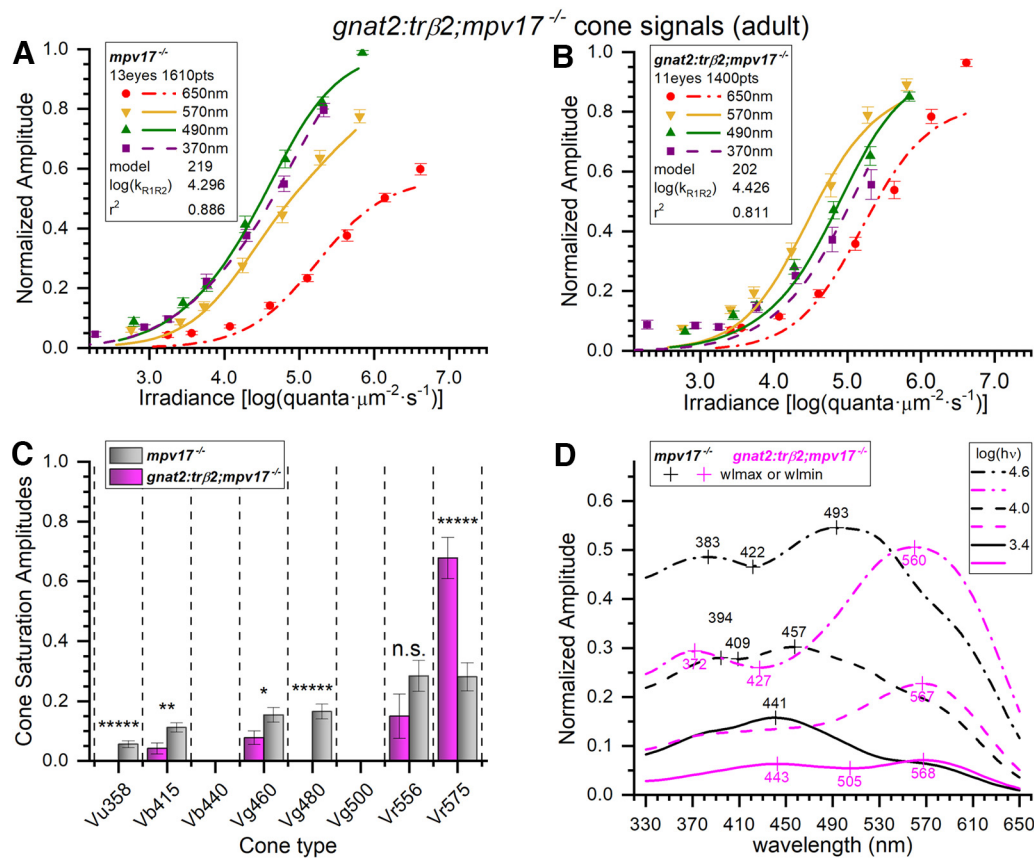 gnat2:trβ2;mpv17-/- cone signals (adult)
A
mpv17-/-
13eyes 1610pts
650nm
570nm
490nm
370nm
model 219
log(kR1R2) 4.296
r2 0.886
Normalized Amplitude
1.0
0.8
0.6
0.4
0.2
0.0
3.0 4.0 5.0 6.0 7.0
Irradiance [log(quanta·μm-2·s-1)]
B
gnat2:trβ2;mpv17-/-
11eyes 1400pts
650nm
570nm
490nm
370nm
model 202
log(kR1R2) 4.426
r2 0.811
Normalized Amplitude
1.0
0.8
0.6
0.4
0.2
0.0
3.0 4.0 5.0 6.0 7.0
Irradiance [log(quanta·μm-2·s-1)]
C
mpv17-/-
gnat2:trβ2;mpv17-/-
Cone Saturation Amplitudes
1.0
0.8
0.6
0.4
0.2
0.0
*****
**
*
*****
n.s.
*****
Vu358 Vb415 Vb440 Vg460 Vg480 Vg500 Vr556 Vr575
Cone type
D
mpv17-/- gnat2:trβ2;mpv17-/-
wlmax or wlmin
log(hν)
4.6
4.0
3.4
Normalized Amplitude
0.6
0.5
0.4
0.3
0.2
0.1
0.0
383
422
493
560
394
409
457
372
427
567
441
443
505
568
330 370 410 450 490 530 570 610 650
wavelength (nm)